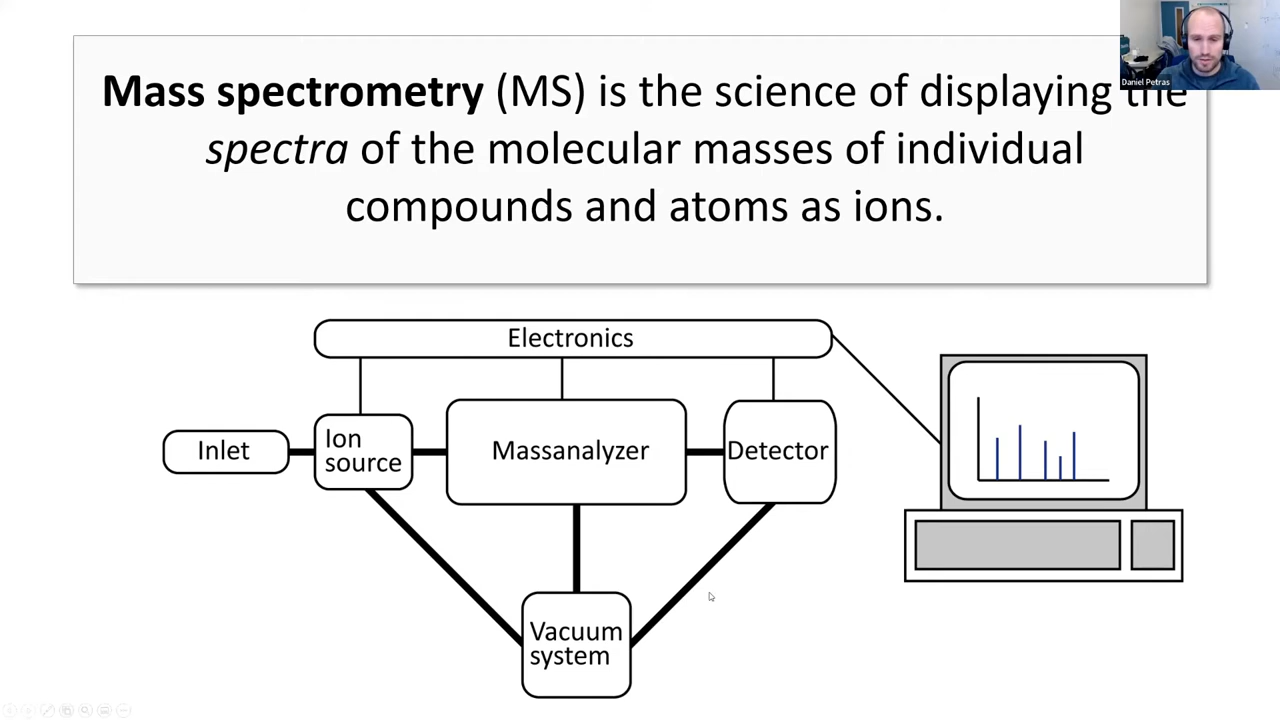 Mass spectrometry (MS) is the science of displaying the
spectra of the molecular masses of individual
compounds and atoms as ions.
Daniel Petras
Electronics
Inlet
Ion
source
Massanalyzer
Detector
Vacuum
system